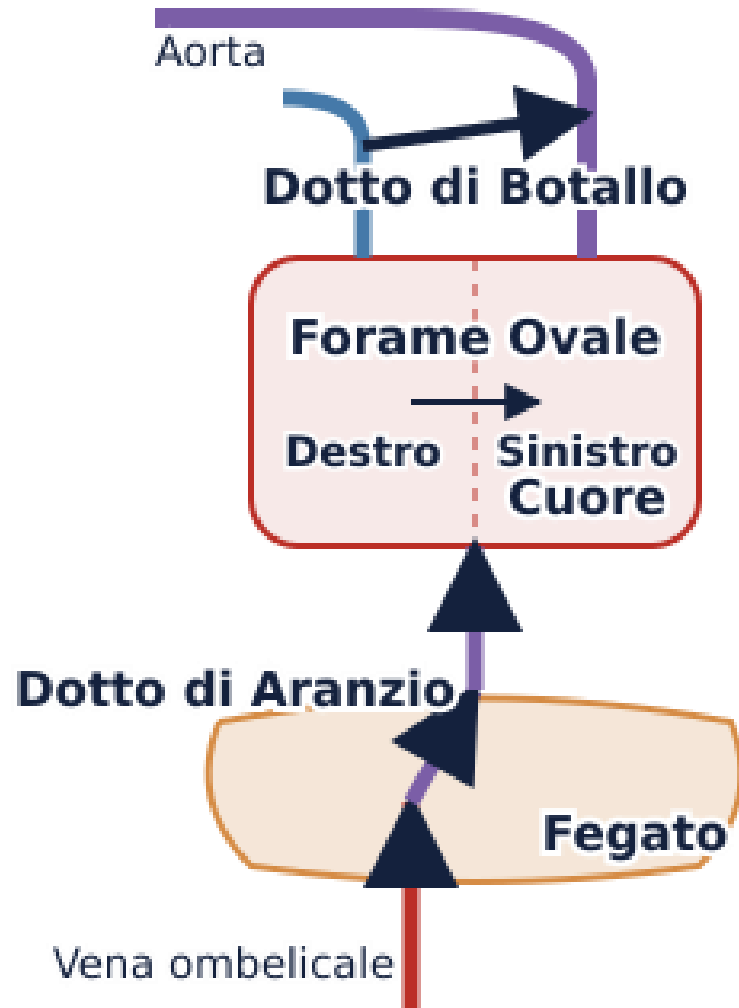 Aorta
Dotto di Botallo
Forame Ovale
Destro
Sinistro
Cuore
Dotto di Aranzio
Fegato
Vena ombelicale